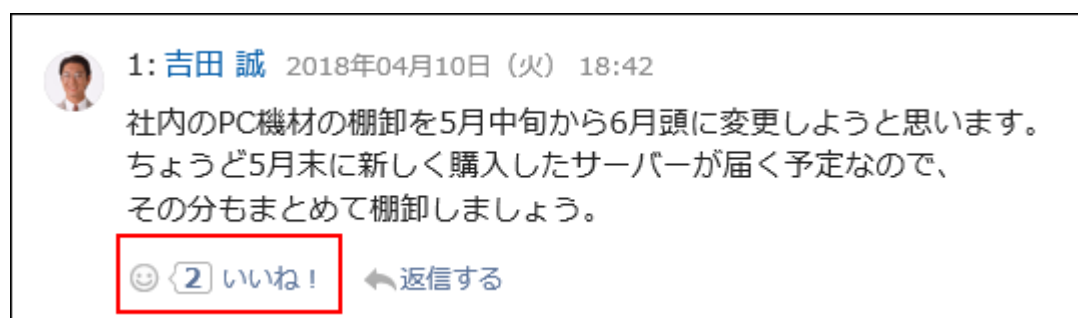 1: 吉田 誠 2018年04月10日（火） 18:42
社内のPC機材の棚卸を5月中旬から6月頭に変更しようと思います。
ちょうど5月末に新しく購入したサーバーが届く予定なので、
その分もまとめて棚卸しましょう。
2 いいね！ 返信する